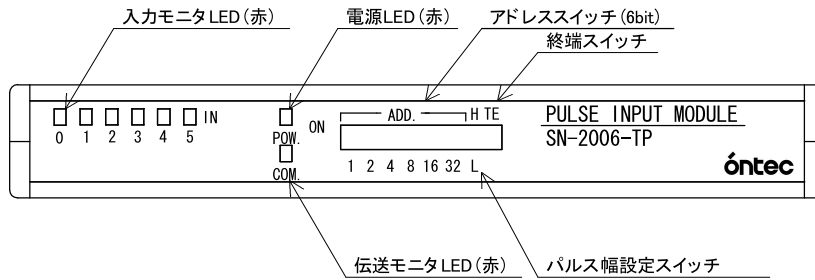 入力モニタLED(赤)
電源LED(赤)
アドレススイッチ(6bit)
終端スイッチ
IN
0 1 2 3 4 5
POW.
COM.
ON
ADD. H TE
1 2 4 8 16 32 L
PULSE INPUT MODULE
SN-2006-TP
óntec
伝送モニタLED(赤)
パルス幅設定スイッチ